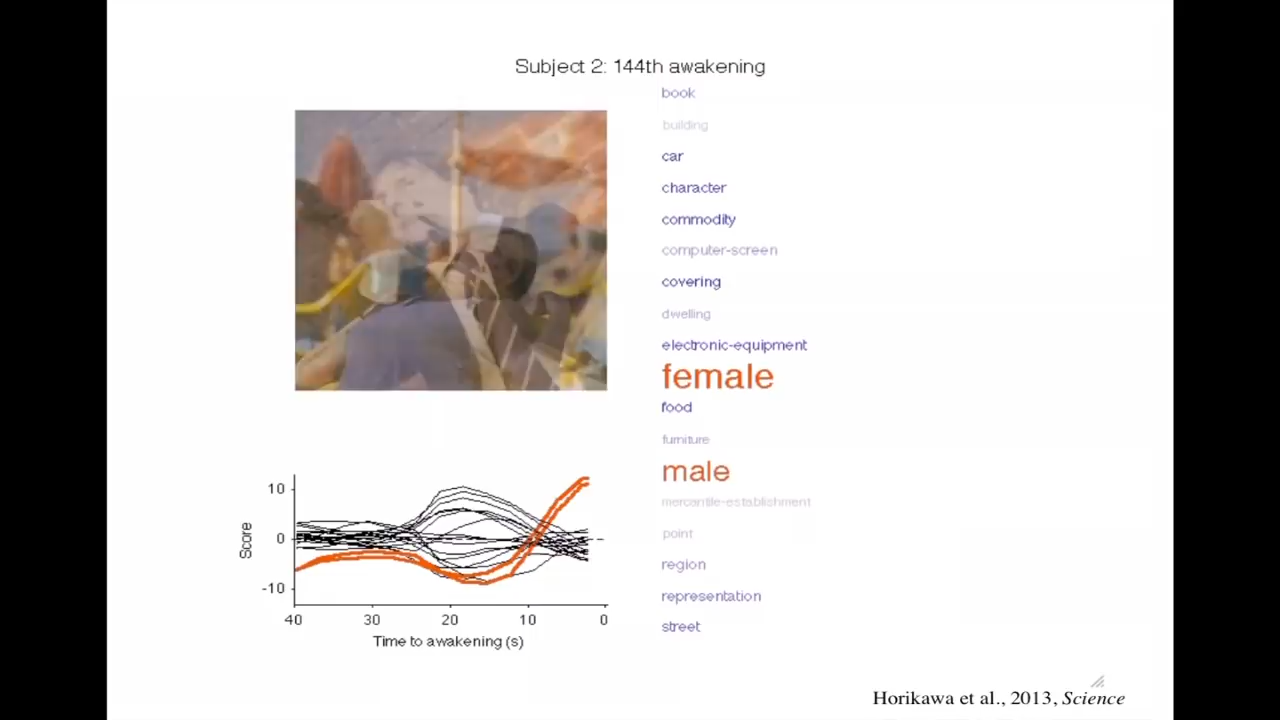 Subject 2: 144th awakening
book
building
car
character
commodity
computer-screen
covering
dwelling
electronic-equipment
female
food
furniture
male
mercantile-establishment
point
region
representation
street
10
0
-10
Score
40 30 20 10 0
Time to awakening (s)
Horikawa et al., 2013, Science